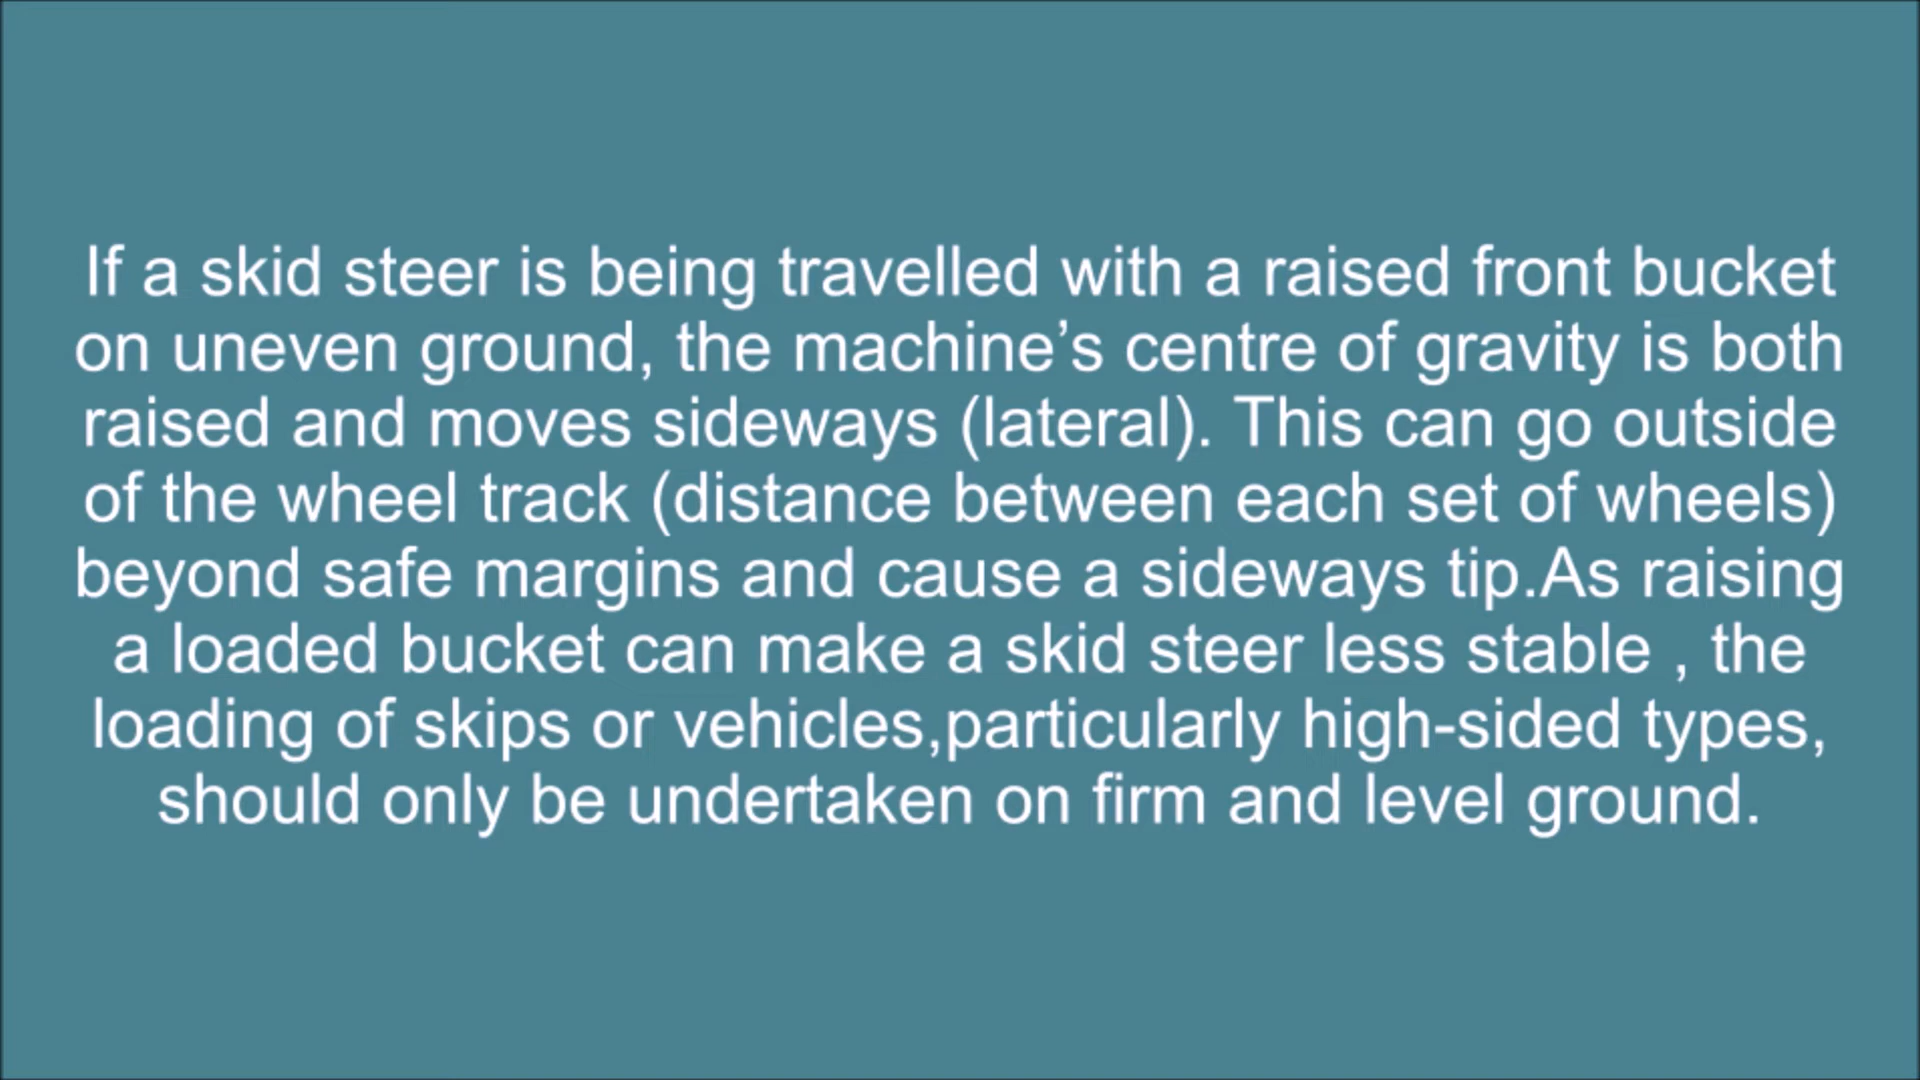 If a skid steer is being travelled with a raised front bucket
on uneven ground, the machine’s centre of gravity is both
raised and moves sideways (lateral). This can go outside
of the wheel track (distance between each set of wheels)
beyond safe margins and cause a sideways tip.As raising
a loaded bucket can make a skid steer less stable , the
loading of skips or vehicles,particularly high-sided types,
should only be undertaken on firm and level ground.